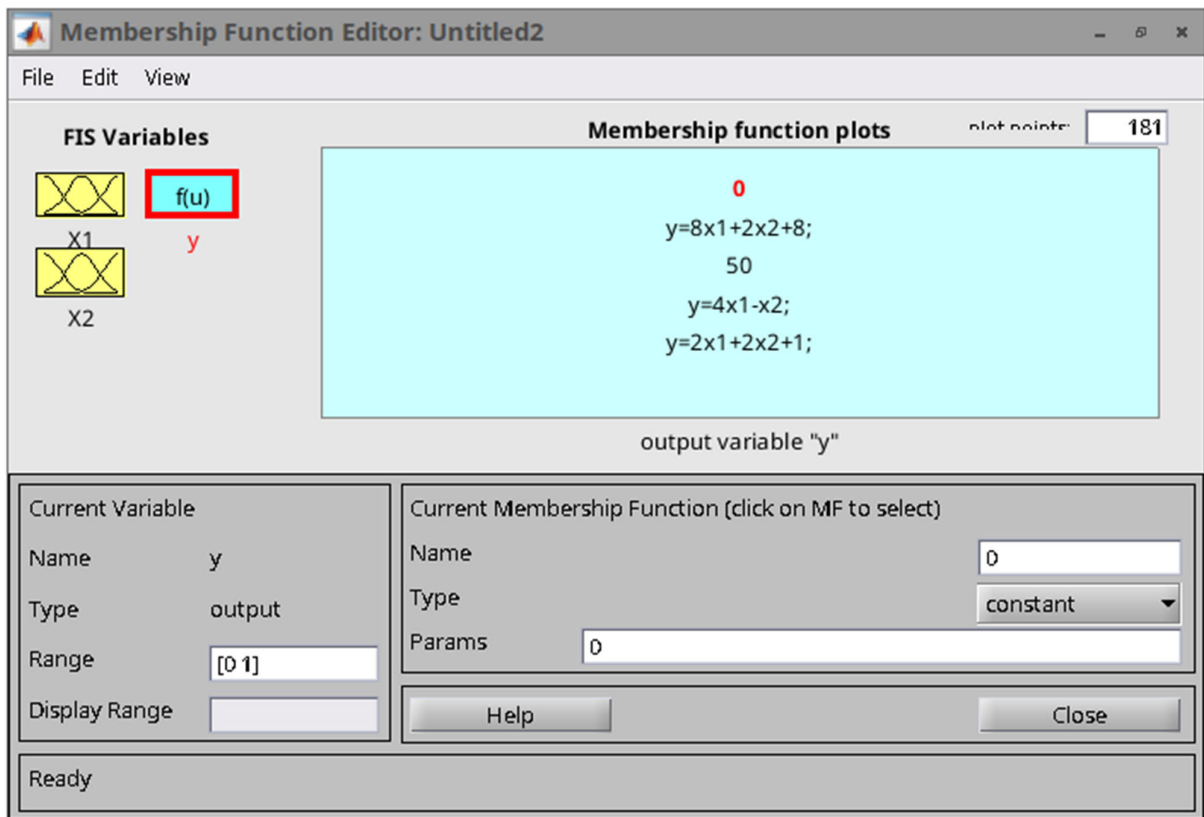 Membership Function Editor: Untitled2
File Edit View
FIS Variables
f(u)
X1
y
X2
Membership function plots
plot points:
181
0
y=8x1+2x2+8;
50
y=4x1-x2;
y=2x1+2x2+1;
output variable "y"
Current Variable
Name y
Type output
Range [0 1]
Display Range
Current Membership Function (click on MF to select)
Name 0
Type constant
Params 0
Help Close
Ready